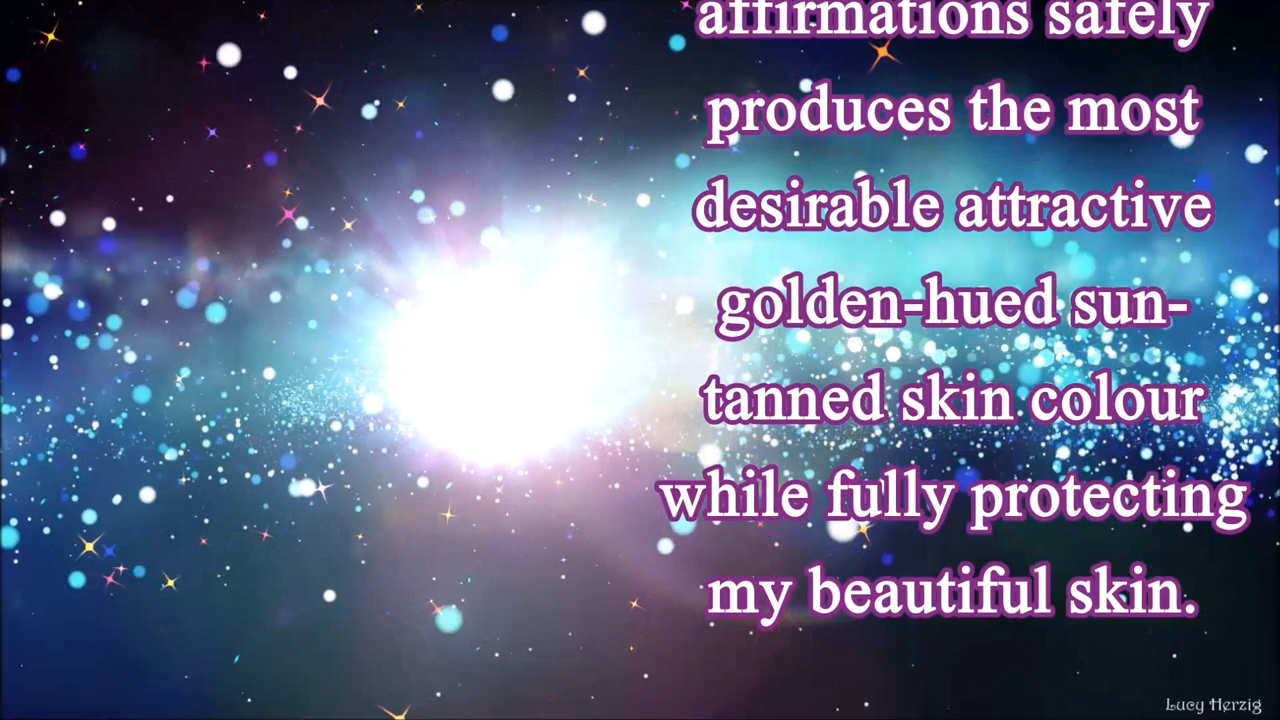 affirmations safely
produces the most
desirable attractive
golden-hued sun-
tanned skin colour
while fully protecting
my beautiful skin.
Lucy Herzig